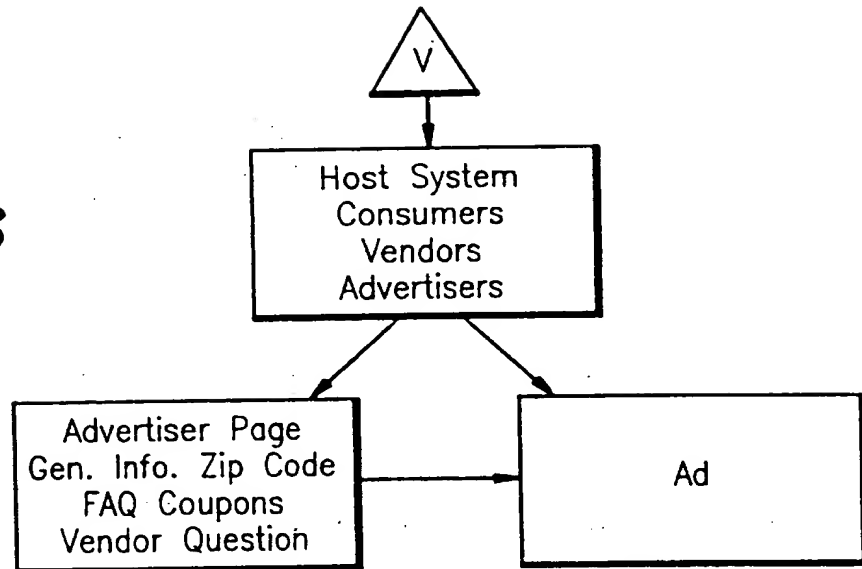 V
Host System
Consumers
Vendors
Advertisers
Advertiser Page
Gen. Info. Zip Code
FAQ Coupons
Vendor Question
Ad